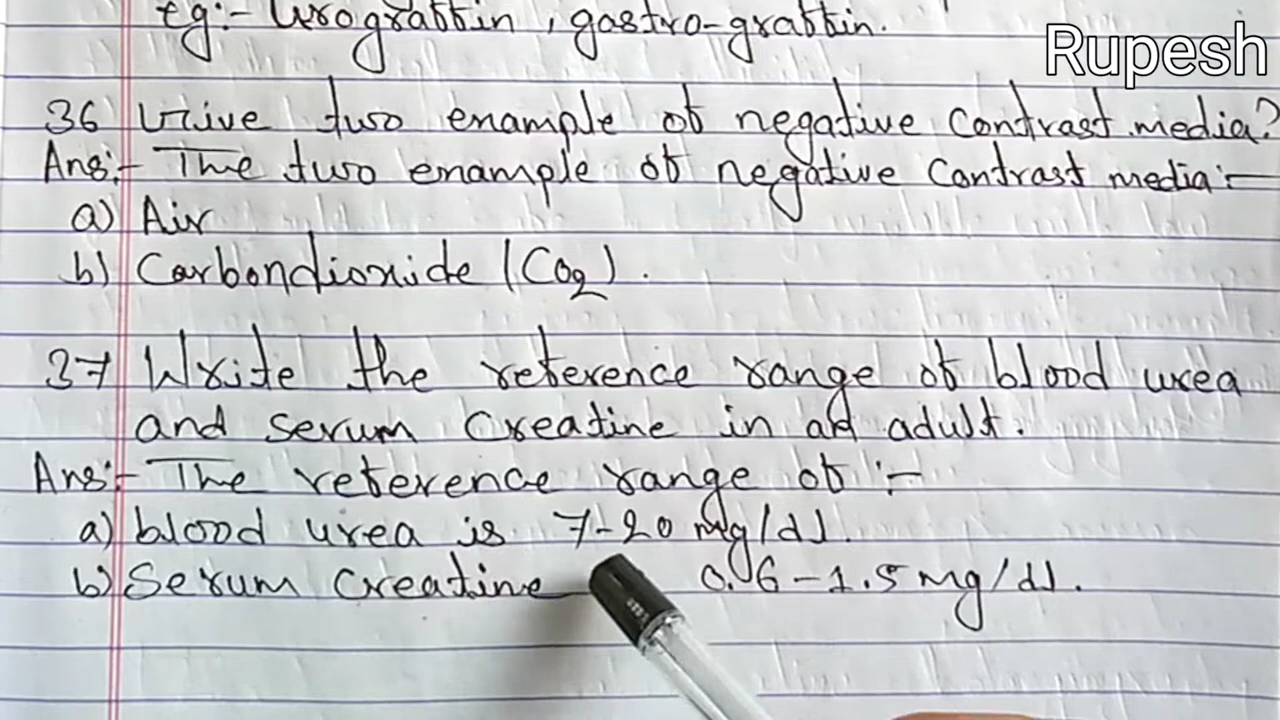 eg:- Urografin, gastro-grafin.
Rupesh
36 Give two example of negative contrast media?
Ans:- The two example of negative contrast media:-
a) Air
b) Carbondioxide (CO2).
37 Write the reference range of blood urea
and serum Creatine in an adult.
Ans:- The reference range of :-
a) blood urea is 7-20 mg/dl.
b) Serum Creatine 0.6-1.5 mg/dl.